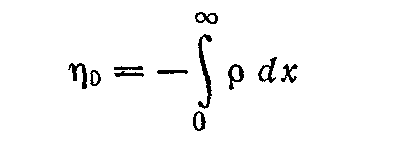 η₀ = −∫₀^∞ ρ dx